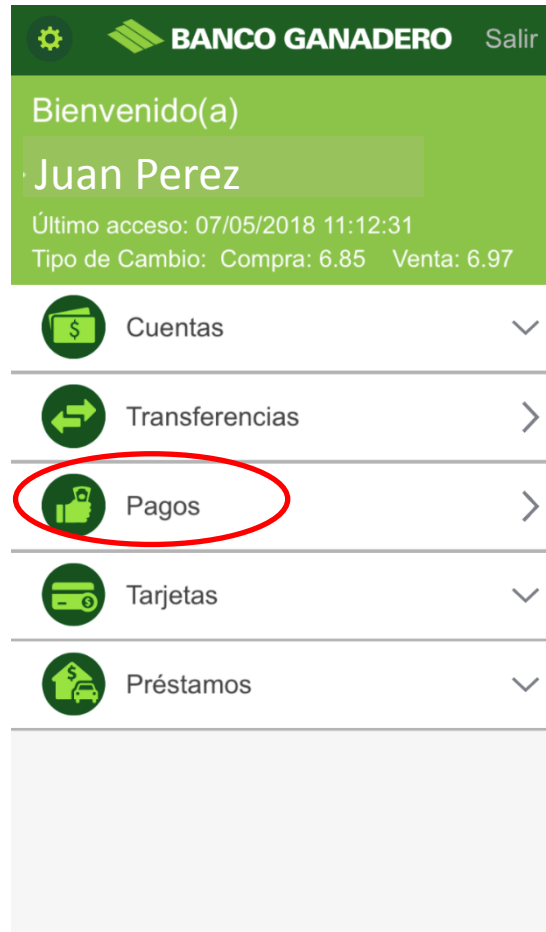 BANCO GANADERO Salir
Bienvenido(a)
Juan Perez
Último acceso: 07/05/2018 11:12:31
Tipo de Cambio: Compra: 6.85 Venta: 6.97
$ Cuentas
Transferencias
Pagos
$ Tarjetas
$ Préstamos